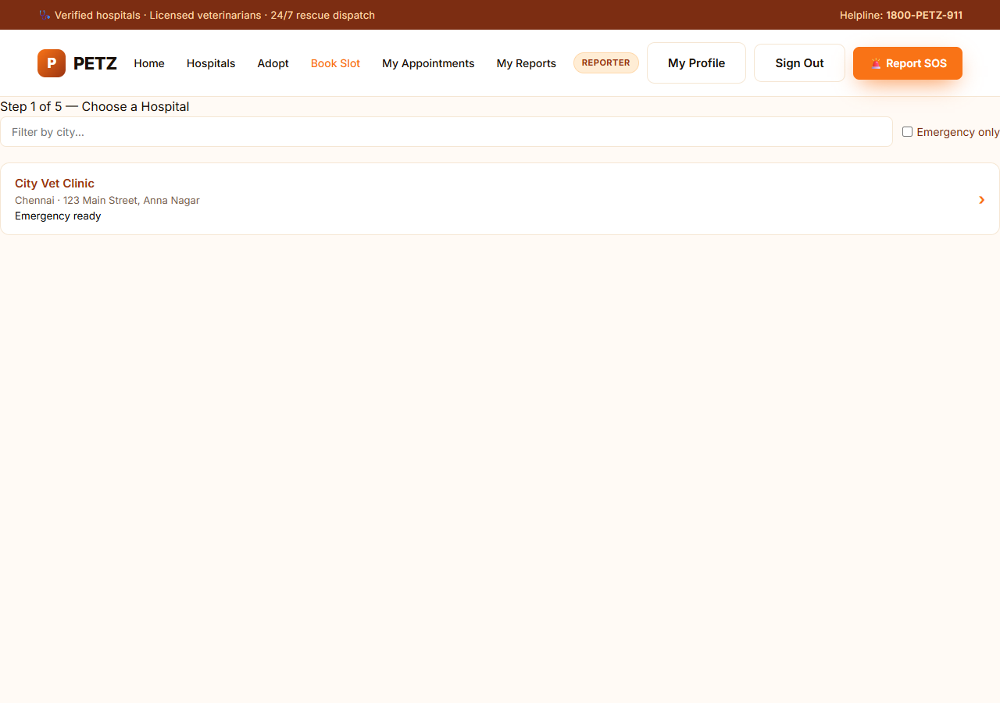 🩺 Verified hospitals · Licensed veterinarians · 24/7 rescue dispatch
Helpline: 1800-PETZ-911
P PETZ Home Hospitals Adopt Book Slot My Appointments My Reports REPORTER My Profile Sign Out 🚨 Report SOS
Step 1 of 5 — Choose a Hospital
Filter by city...
Emergency only
City Vet Clinic
Chennai · 123 Main Street, Anna Nagar
Emergency ready
›